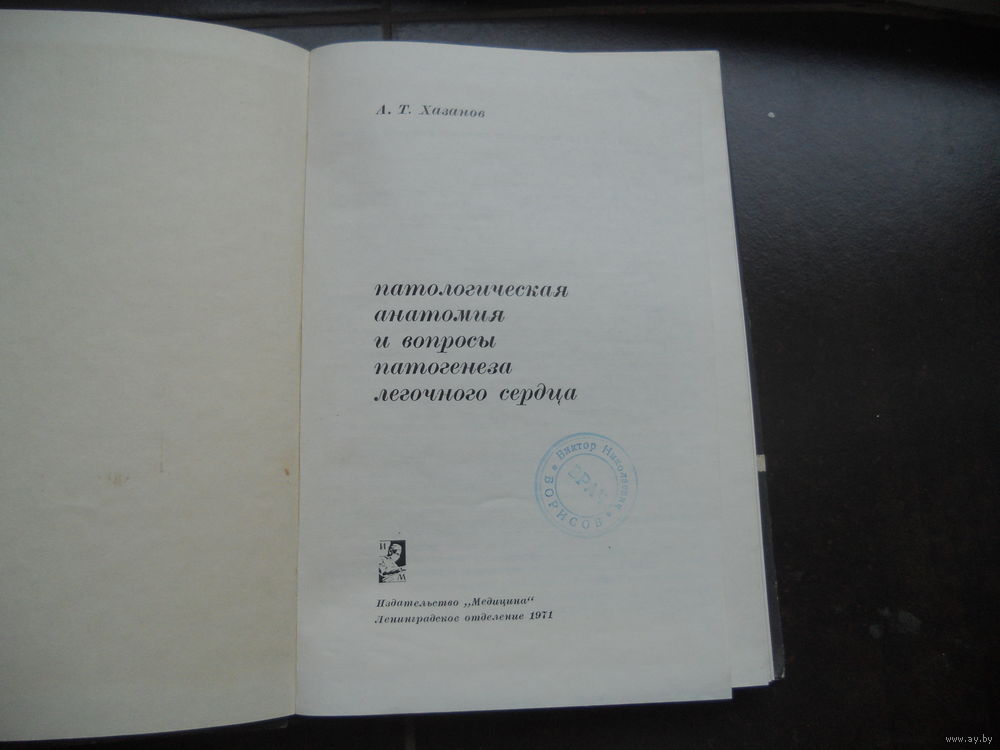 А. Т. Хазанов
патологическая
анатомия
и вопросы
патогенеза
легочного сердца
Виктор Николаевич
ВРАЧ
БОРИСОВ
И
М
Издательство „Медицина“
Ленинградское отделение 1971
www.ay.by